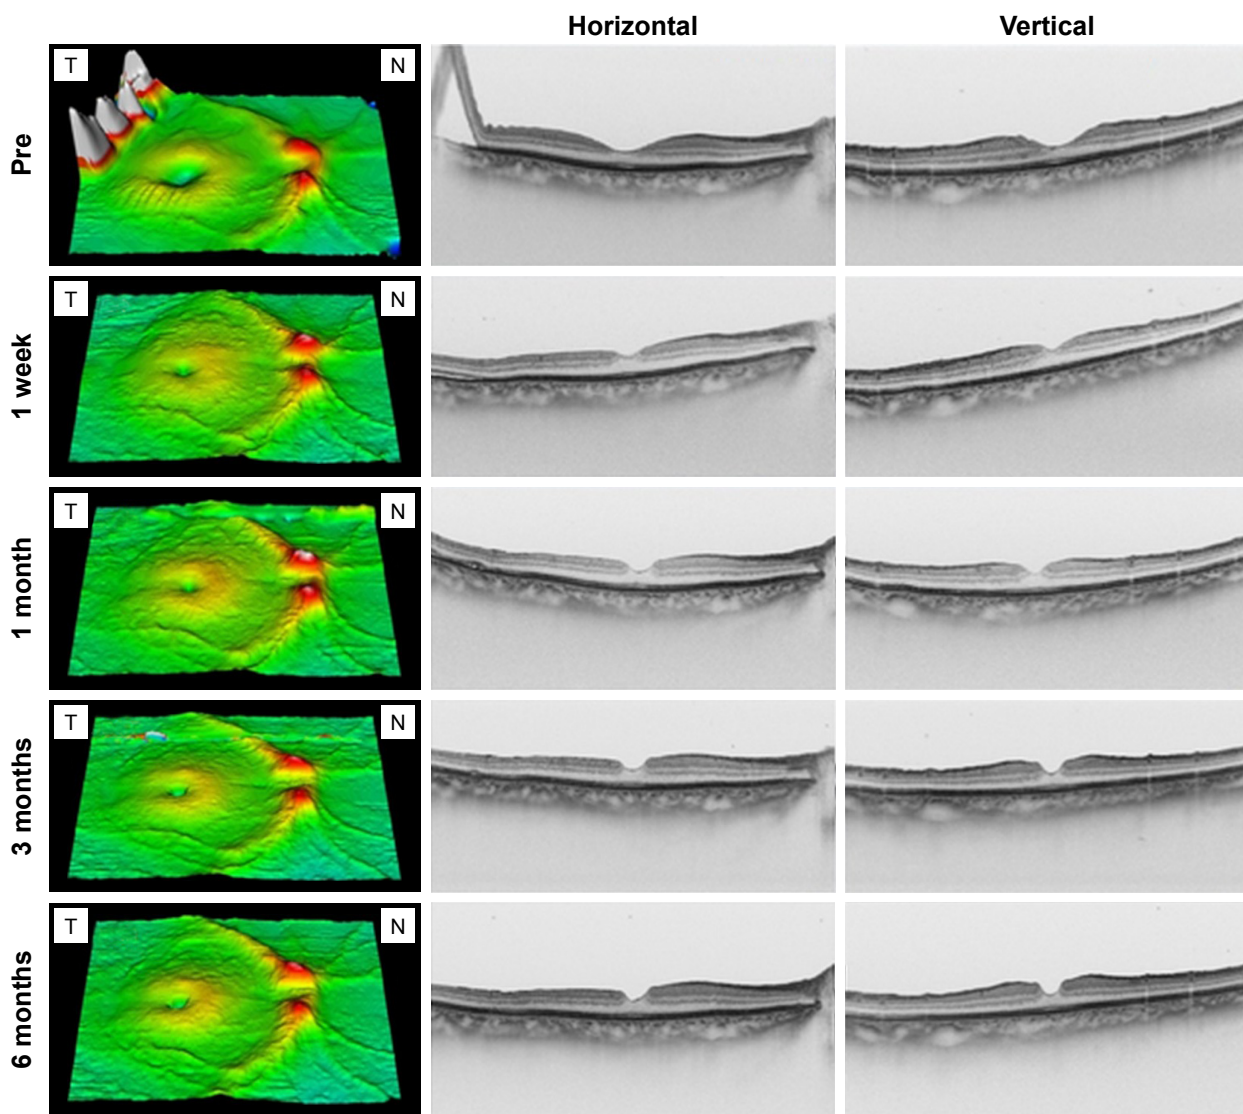 Horizontal Vertical
Pre T N
1 week T N
1 month T N
3 months T N
6 months T N